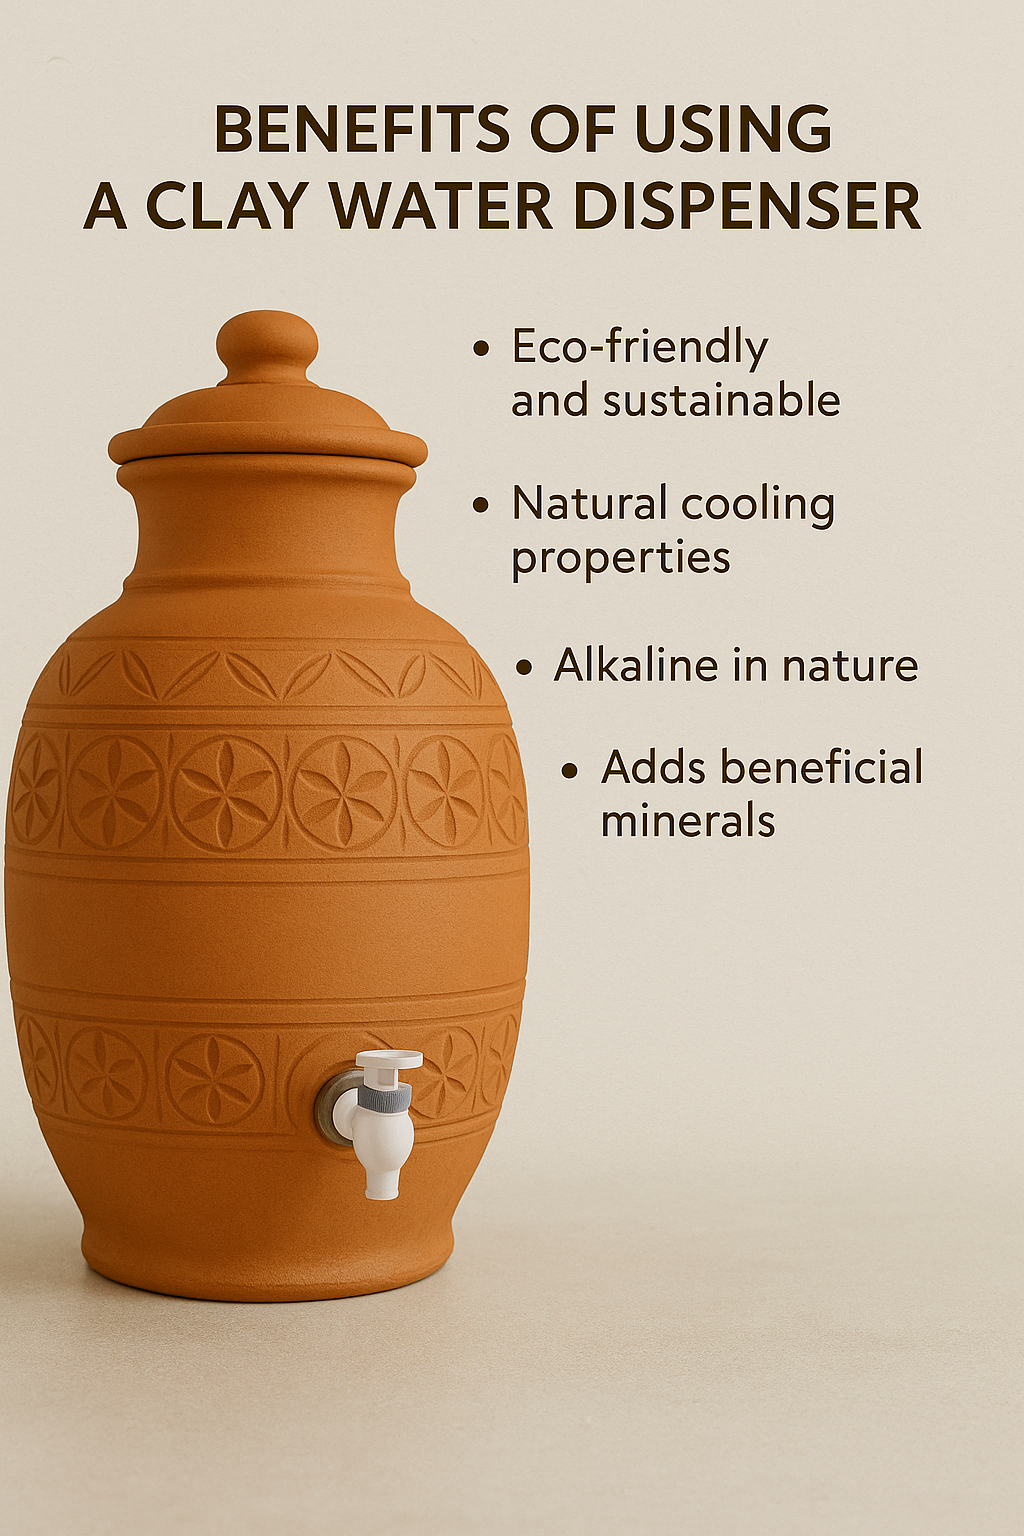 BENEFITS OF USING
A CLAY WATER DISPENSER
• Eco-friendly
and sustainable
• Natural cooling
properties
• Alkaline in nature
• Adds beneficial
minerals